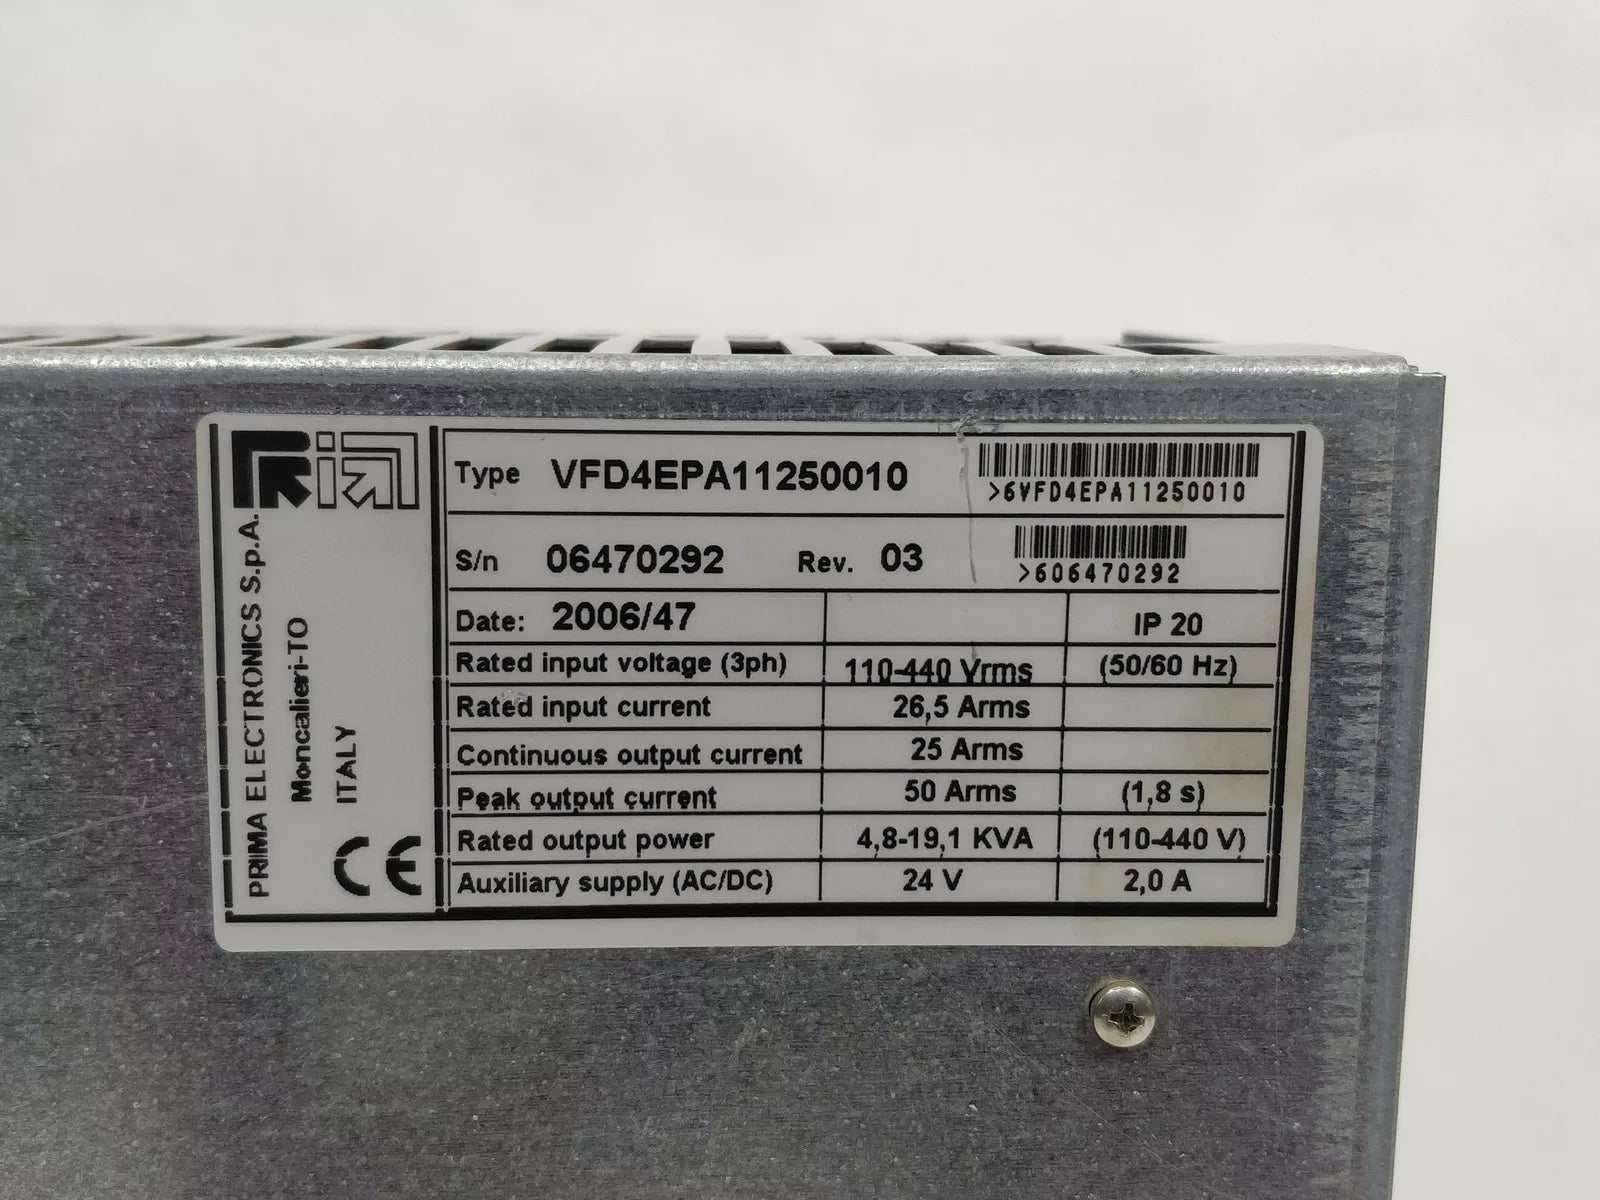 PRIMA ELECTRONICS S.p.A.
Moncalieri-TO
ITALY
CE
Type VFD4EPA11250010
>6VFD4EPA11250010
S/n 06470292 Rev. 03
>606470292
Date: 2006/47 IP 20
Rated input voltage (3ph) 110-440 Vrms (50/60 Hz)
Rated input current 26,5 Arms
Continuous output current 25 Arms
Peak output current 50 Arms (1,8 s)
Rated output power 4,8-19,1 KVA (110-440 V)
Auxiliary supply (AC/DC) 24 V 2,0 A